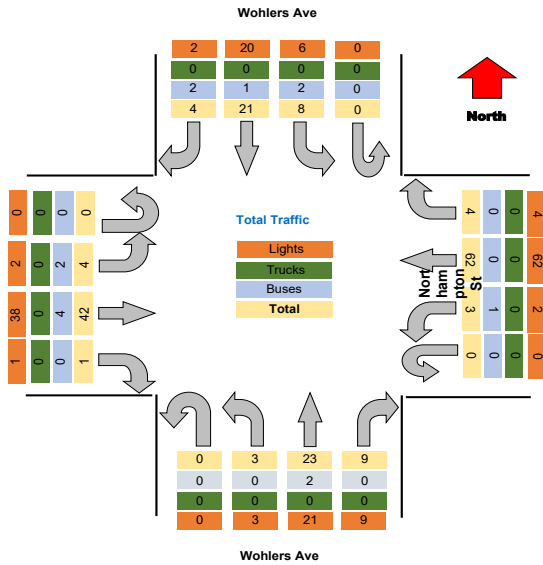 Wohlers Ave
2 20 6 0
0 0 0 0
2 1 2 0
4 21 8 0
North
0 0 0 0
2 0 2 4
38 0 4 42
1 0 0 1
Total Traffic
Lights
Trucks
Buses
Total
4 0 0 4
62 0 0 62
3 1 0 2
0 0 0 0
Nort
ham
pton
St
0 3 23 9
0 0 2 0
0 0 0 0
0 3 21 9
Wohlers Ave